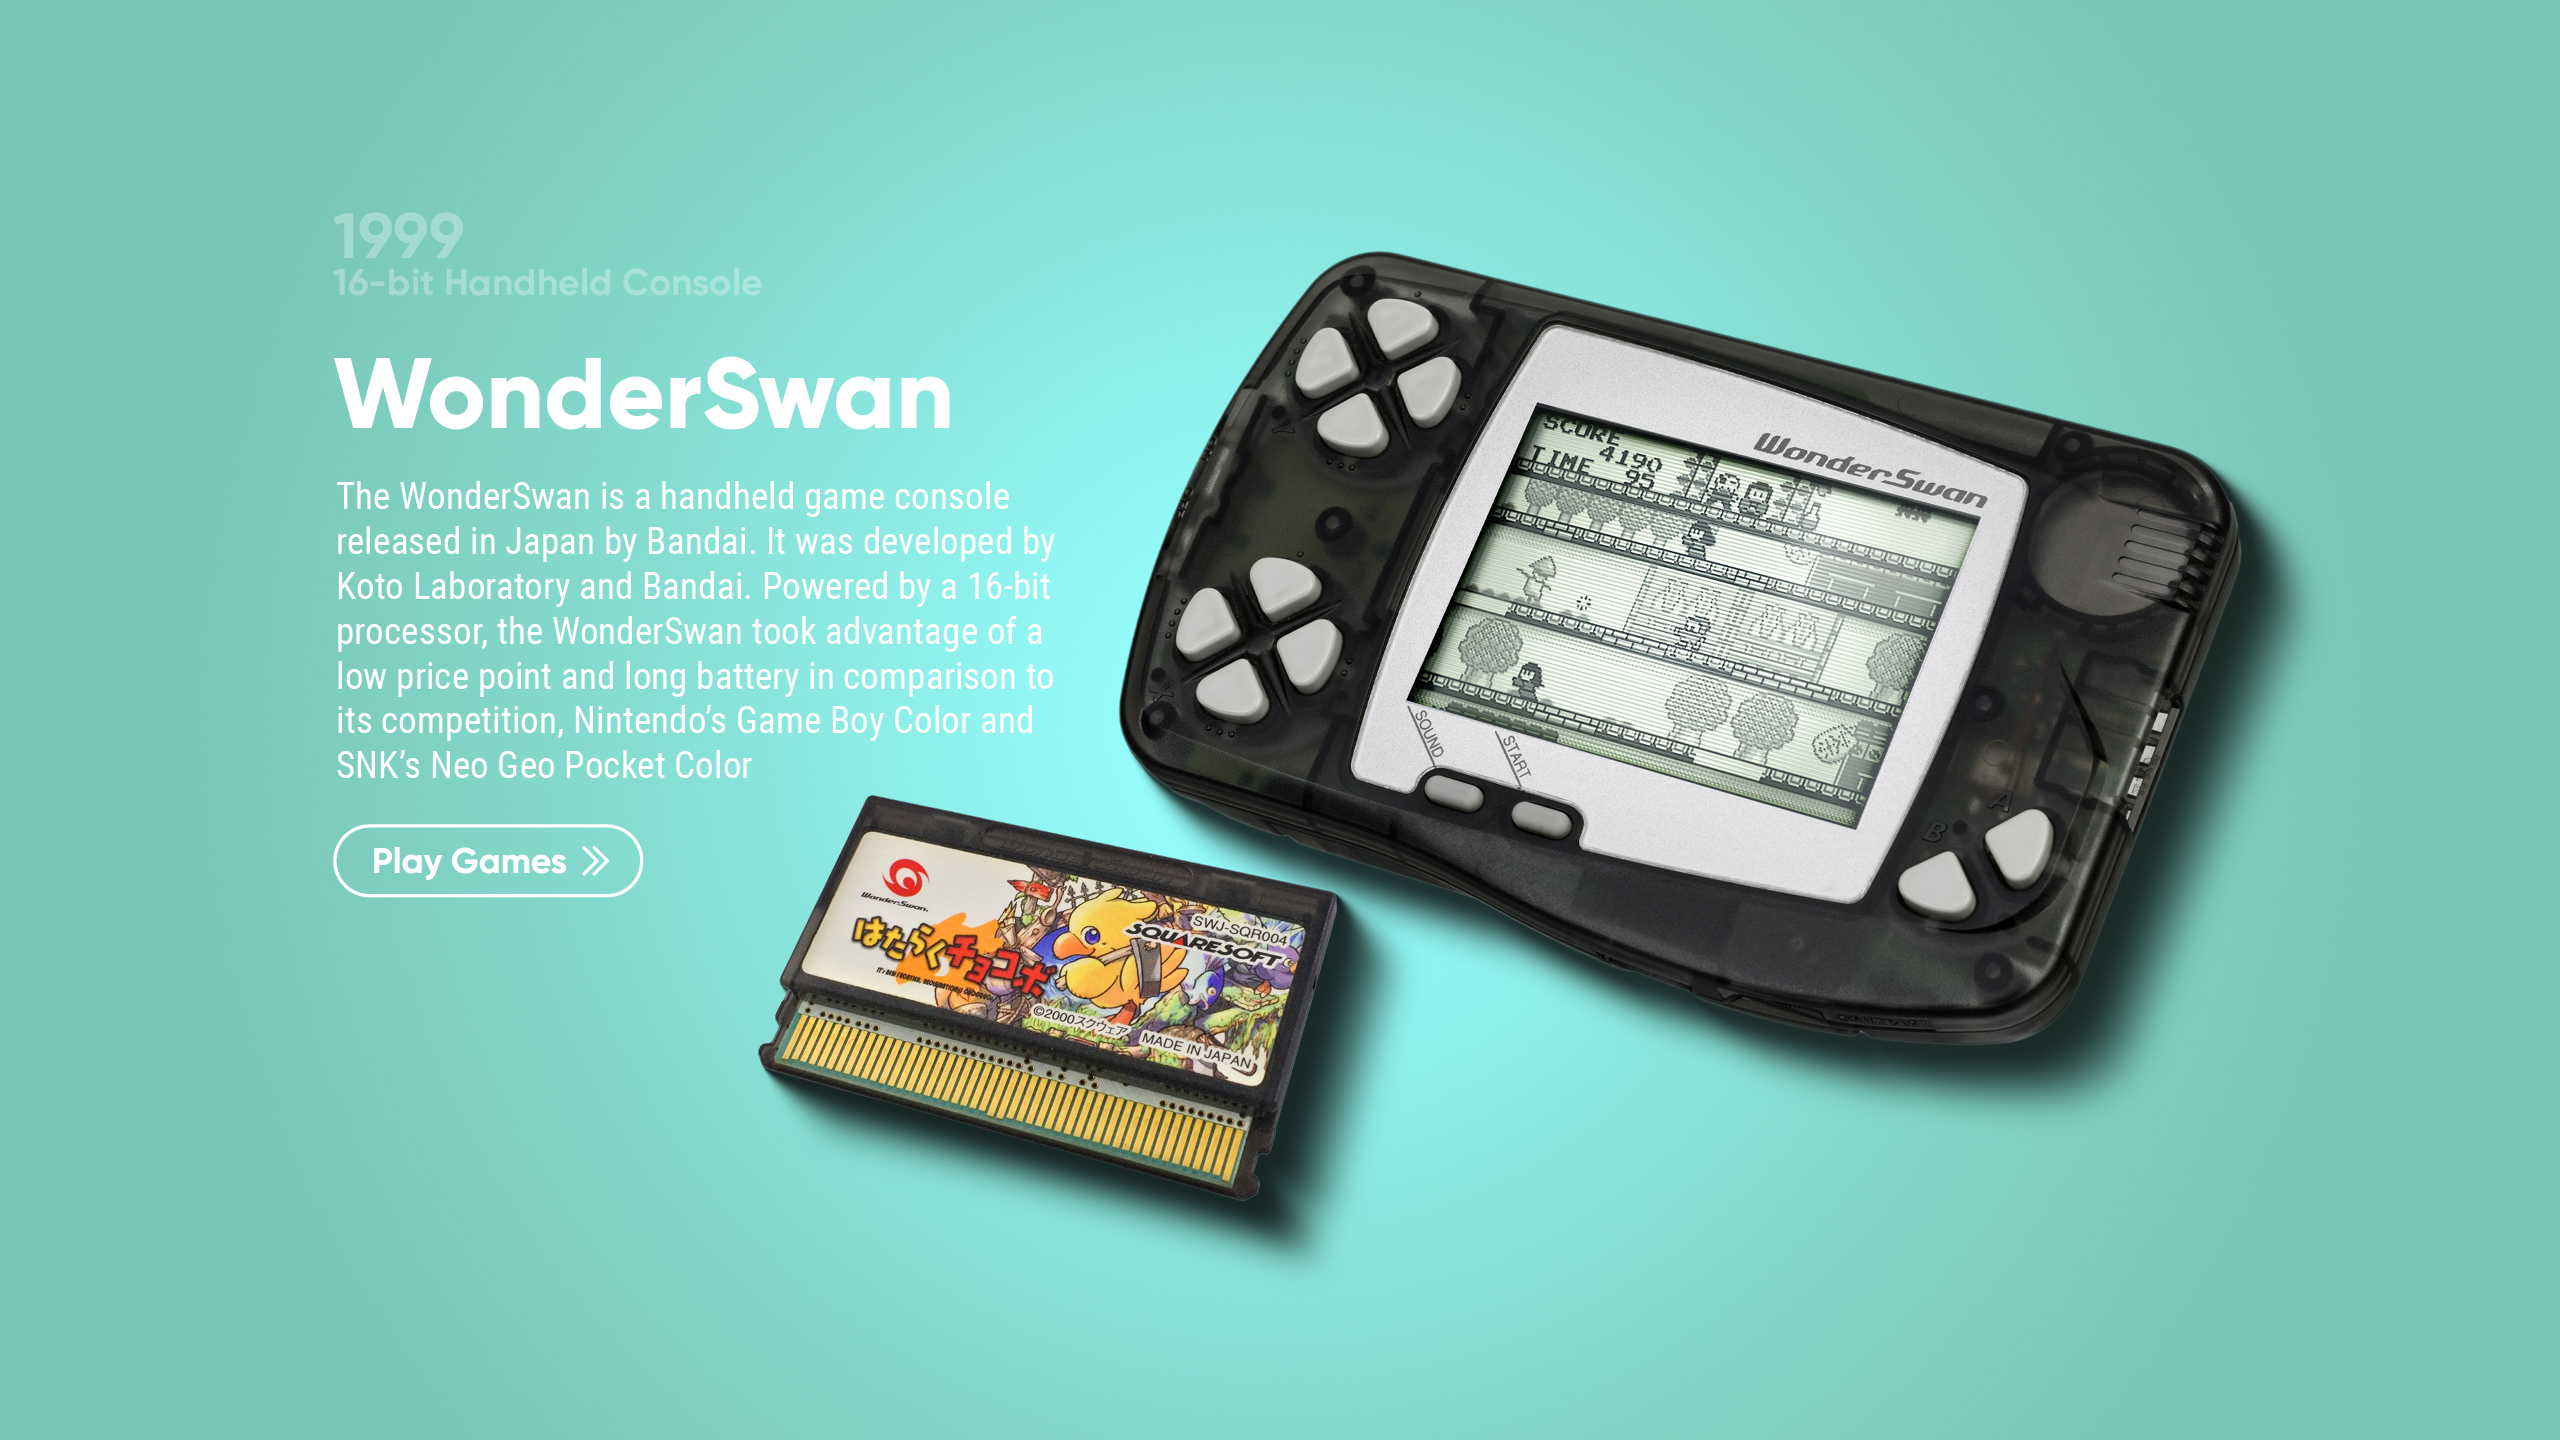 1999
16-bit Handheld Console
WonderSwan
The WonderSwan is a handheld game console
released in Japan by Bandai. It was developed by
Koto Laboratory and Bandai. Powered by a 16-bit
processor, the WonderSwan took advantage of a
low price point and long battery in comparison to
its competition, Nintendo’s Game Boy Color and
SNK’s Neo Geo Pocket Color
Play Games
WonderSwan
SCORE
4190
TIME 95
SOUND
START
A
B
WonderSwan.
はたらくチョコボ
SWJ-SQR004
SQUARESOFT
©2000スクウェア
MADE IN JAPAN